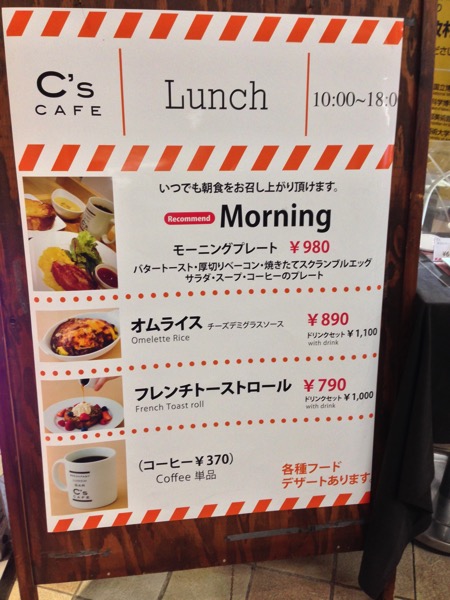 C's
CAFE
Lunch
10:00~18:0
いつでも朝食をお召し上がり頂けます。
Recommend Morning
モーニングプレート ¥980
バタートースト・厚切りベーコン・焼きたてスクランブルエッグ
サラダ・スープ・コーヒーのプレート
オムライス チーズデミグラスソース ¥890
Omelette Rice
ドリンクセット ¥1,100
with drink
フレンチトーストロール ¥790
French Toast roll
ドリンクセット ¥1,000
with drink
(コーヒー¥370)
Coffee 単品
C's
CAFE
各種フード
デザートあります